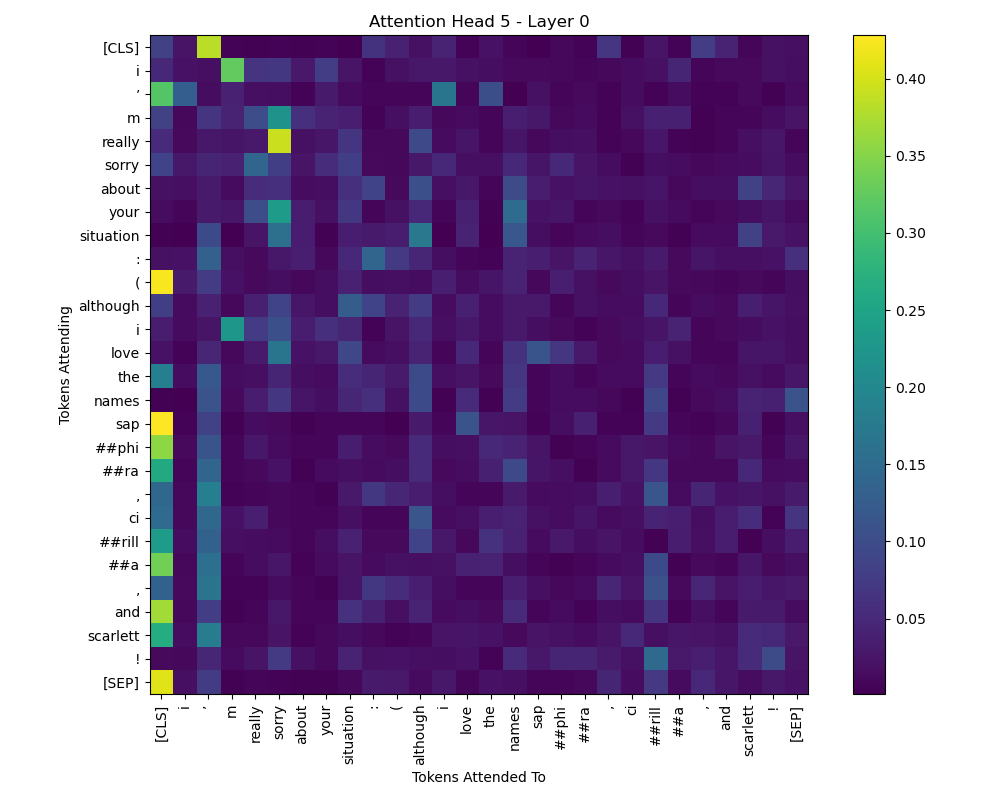 Attention Head 5 - Layer 0
[CLS]
i
’
m
really
sorry
about
your
situation
:
(
although
i
love
the
names
sap
##phi
##ra
,
ci
##rill
##a
,
and
scarlett
!
[SEP]
Tokens Attending
[CLS]
i
’
m
really
sorry
about
your
situation
:
(
although
i
love
the
names
sap
##phi
##ra
,
ci
##rill
##a
,
and
scarlett
!
[SEP]
Tokens Attended To
0.40
0.35
0.30
0.25
0.20
0.15
0.10
0.05